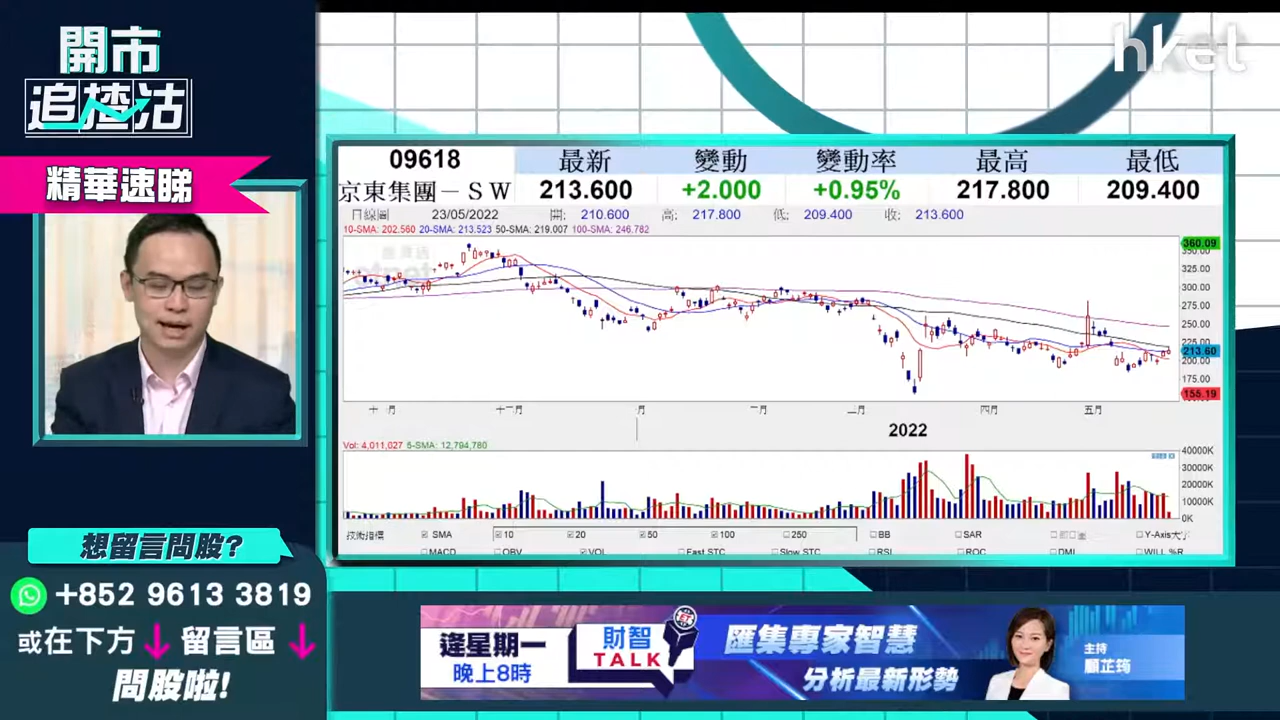 開市
追揸沽
精華速睇
hket
09618
最新
變動
變動率
最高
最低
京東集團－ＳＷ
213.600
+2.000
+0.95%
217.800
209.400
日線圖 23/05/2022 開: 210.600 高: 217.800 低: 209.400 收: 213.600
10-SMA: 202.560 20-SMA: 213.523 50-SMA: 219.007 100-SMA: 246.782
360.09
350.00
325.00
300.00
275.00
250.00
225.00
213.60
200.00
175.00
155.19
十一月 十二月 一月 二月 三月 四月 五月
2022
Vol: 4,011,027 5-SMA: 12,794,780
40000K
30000K
20000K
10000K
0K
技術指標 SMA 10 20 50 100 250 BB SAR Y-Axis大小
MACD OBV VOL Fast STC Slow STC RSI ROC DMI WILL %R
想留言問股?
+852 9613 3819
或在下方 留言區
問股啦!
逢星期一
晚上8時
財智
TALK
匯集專家智慧
分析最新形勢
主持
顧芷筠